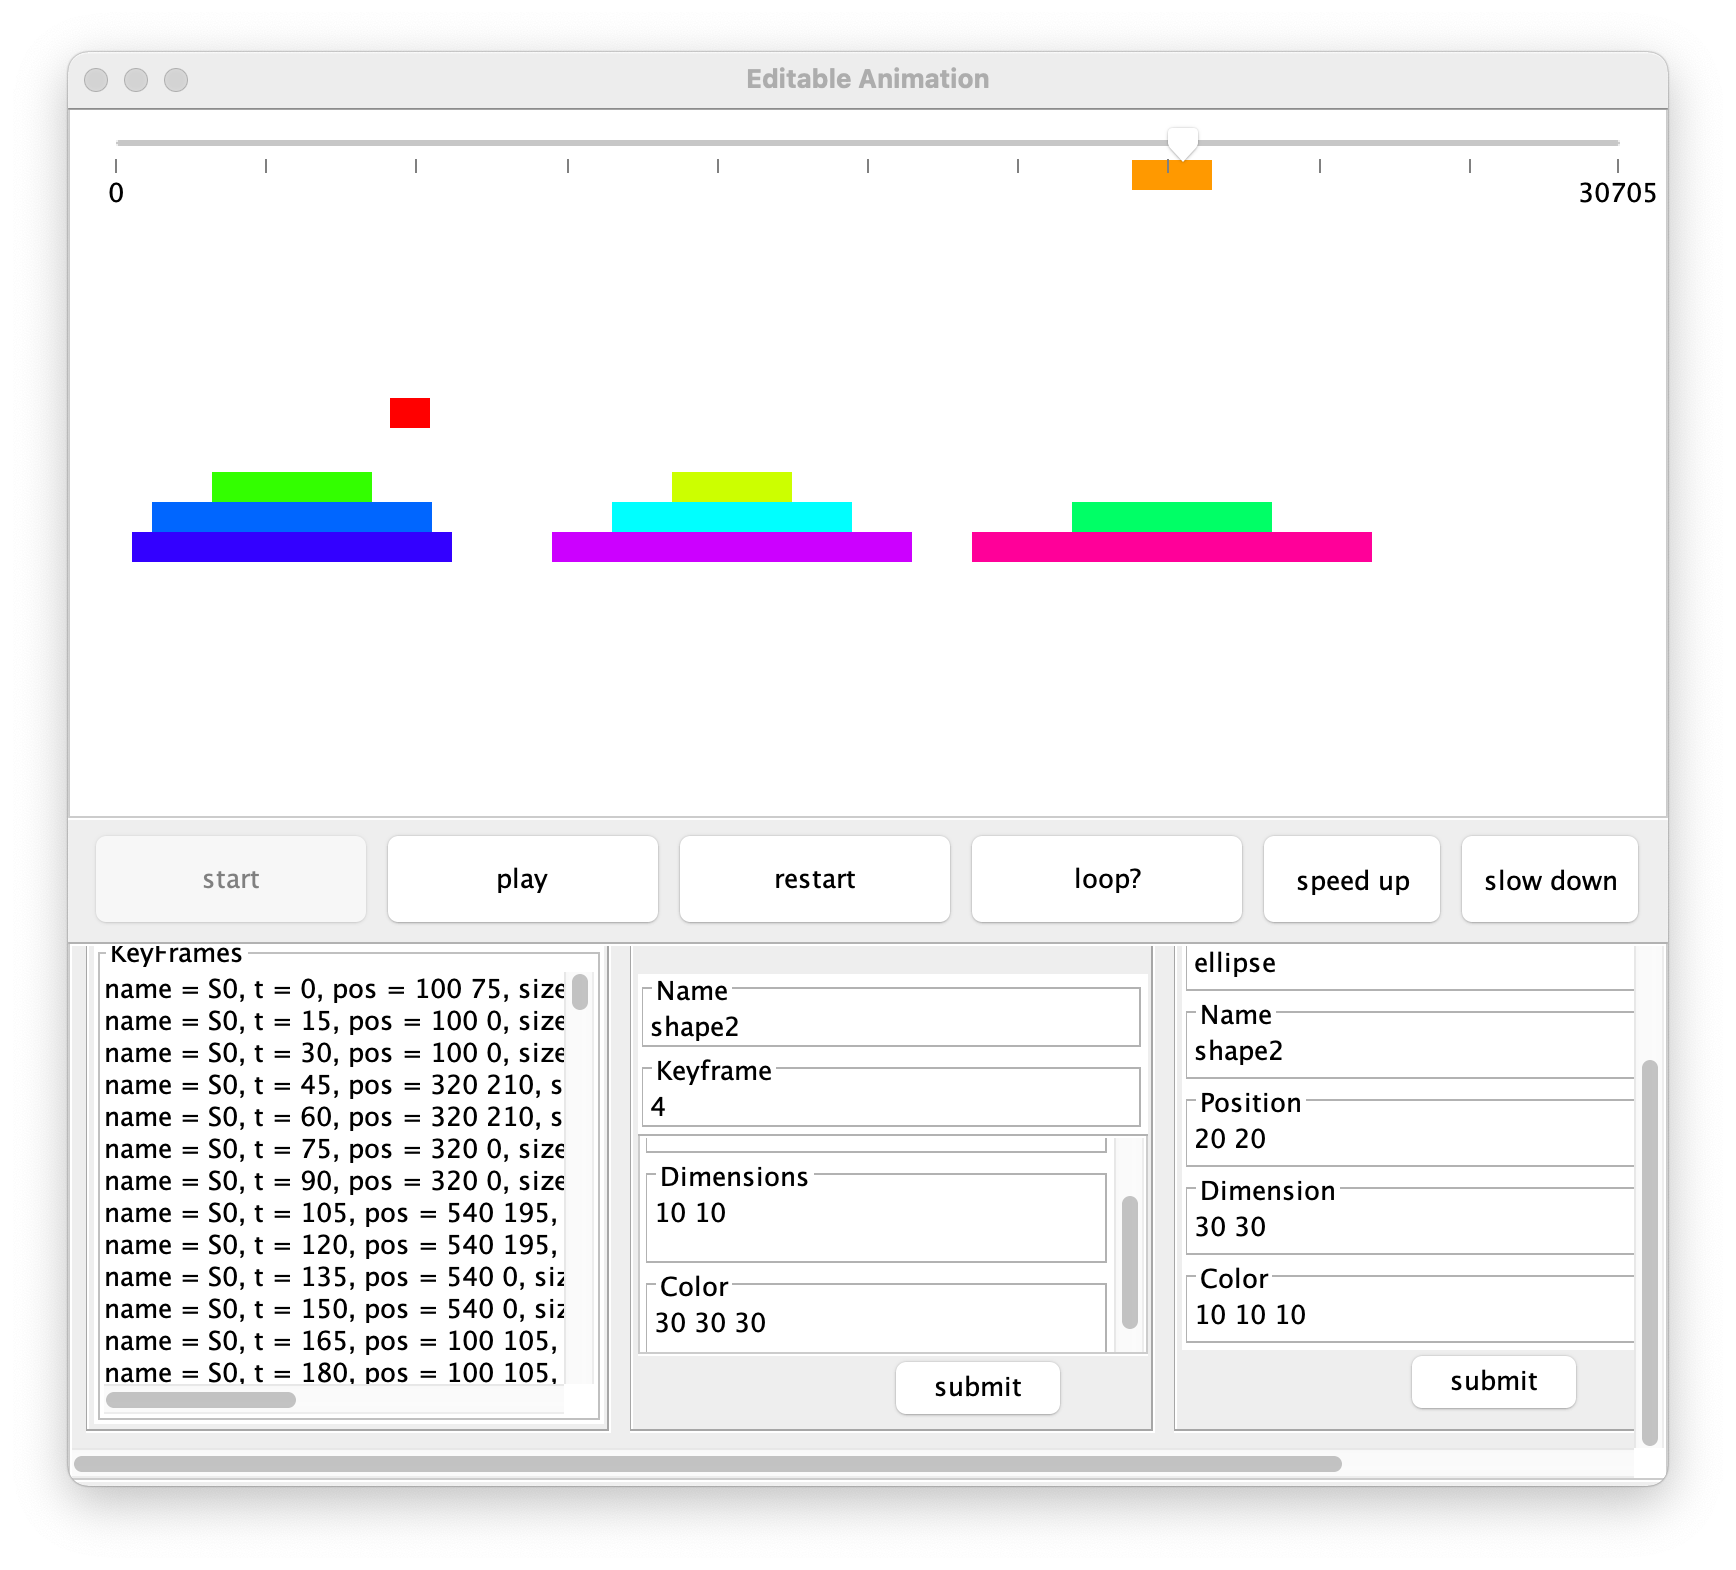 Editable Animation
0
30705
start
play
restart
loop?
speed up
slow down
KeyFrames
name = S0, t = 0, pos = 100 75, size
name = S0, t = 15, pos = 100 0, size
name = S0, t = 30, pos = 100 0, size
name = S0, t = 45, pos = 320 210, s
name = S0, t = 60, pos = 320 210, s
name = S0, t = 75, pos = 320 0, size
name = S0, t = 90, pos = 320 0, size
name = S0, t = 105, pos = 540 195,
name = S0, t = 120, pos = 540 195,
name = S0, t = 135, pos = 540 0, siz
name = S0, t = 150, pos = 540 0, siz
name = S0, t = 165, pos = 100 105,
name = S0, t = 180, pos = 100 105,
Name
shape2
Keyframe
4
Dimensions
10 10
Color
30 30 30
submit
ellipse
Name
shape2
Position
20 20
Dimension
30 30
Color
10 10 10
submit